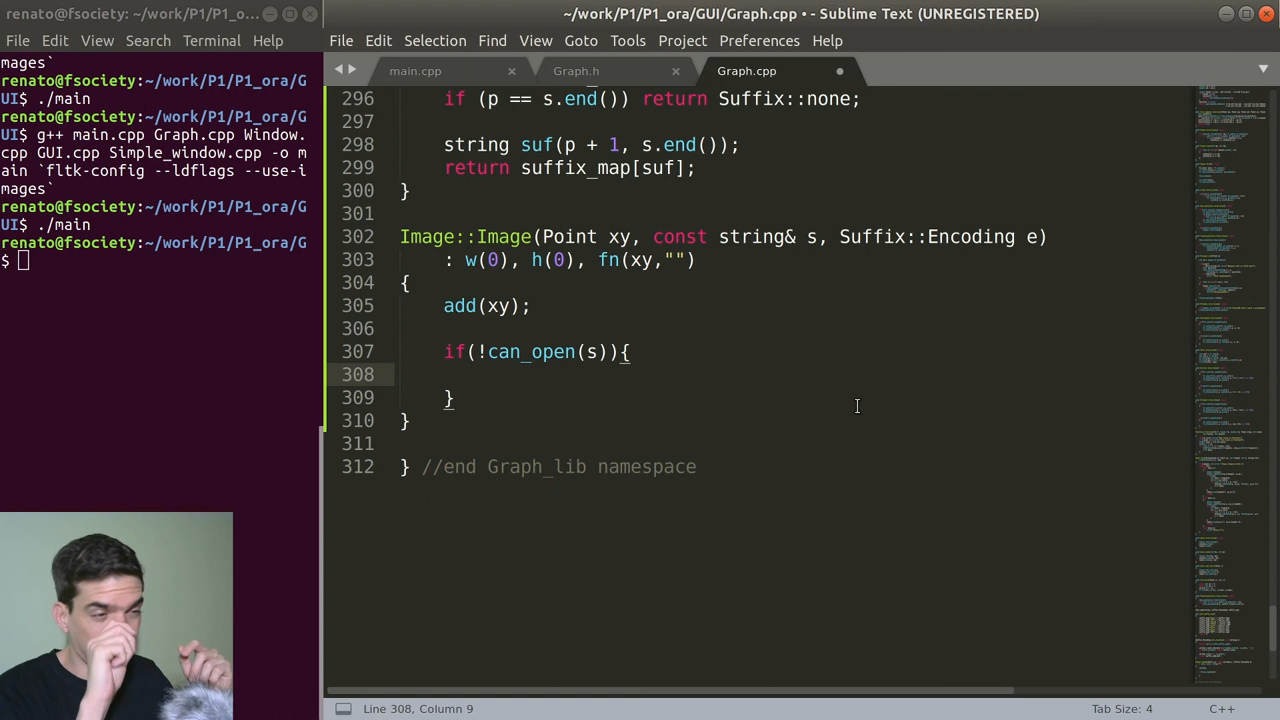 renato@fsociety: ~/work/P1/P1_o...
File Edit View Search Terminal Help
mages`
renato@fsociety:~/work/P1/P1_ora/G
UI$ ./main
renato@fsociety:~/work/P1/P1_ora/G
UI$ g++ main.cpp Graph.cpp Window.
cpp GUI.cpp Simple_window.cpp -o m
ain `fltk-config --ldflags --use-i
mages`
renato@fsociety:~/work/P1/P1_ora/G
UI$ ./main
renato@fsociety:~/work/P1/P1_ora/G
$
~/work/P1/P1_ora/GUI/Graph.cpp • - Sublime Text (UNREGISTERED)
File Edit Selection Find View Goto Tools Project Preferences Help
main.cpp Graph.h Graph.cpp
296 if (p == s.end()) return Suffix::none;
297
298 string suf(p + 1, s.end());
299 return suffix_map[suf];
300 }
301
302 Image::Image(Point xy, const string& s, Suffix::Encoding e)
303 : w(0), h(0), fn(xy,"")
304 {
305 add(xy);
306
307 if(!can_open(s)){
308
309 }
310 }
311
312 } //end Graph_lib namespace
Line 308, Column 9
Tab Size: 4
C++